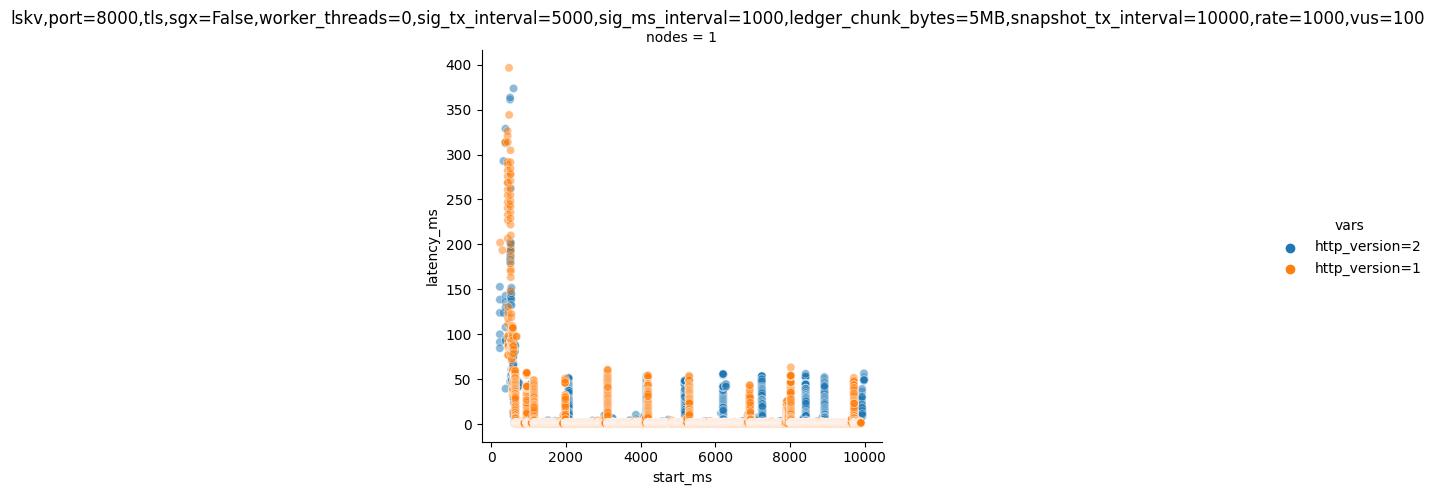 lskv,port=8000,tls,sgx=False,worker_threads=0,sig_tx_interval=5000,sig_ms_interval=1000,ledger_chunk_bytes=5MB,snapshot_tx_interval=10000,rate=1000,vus=100
nodes = 1
400
350
300
250
200
150
100
50
0
latency_ms
0
2000
4000
6000
8000
10000
start_ms
vars
http_version=2
http_version=1